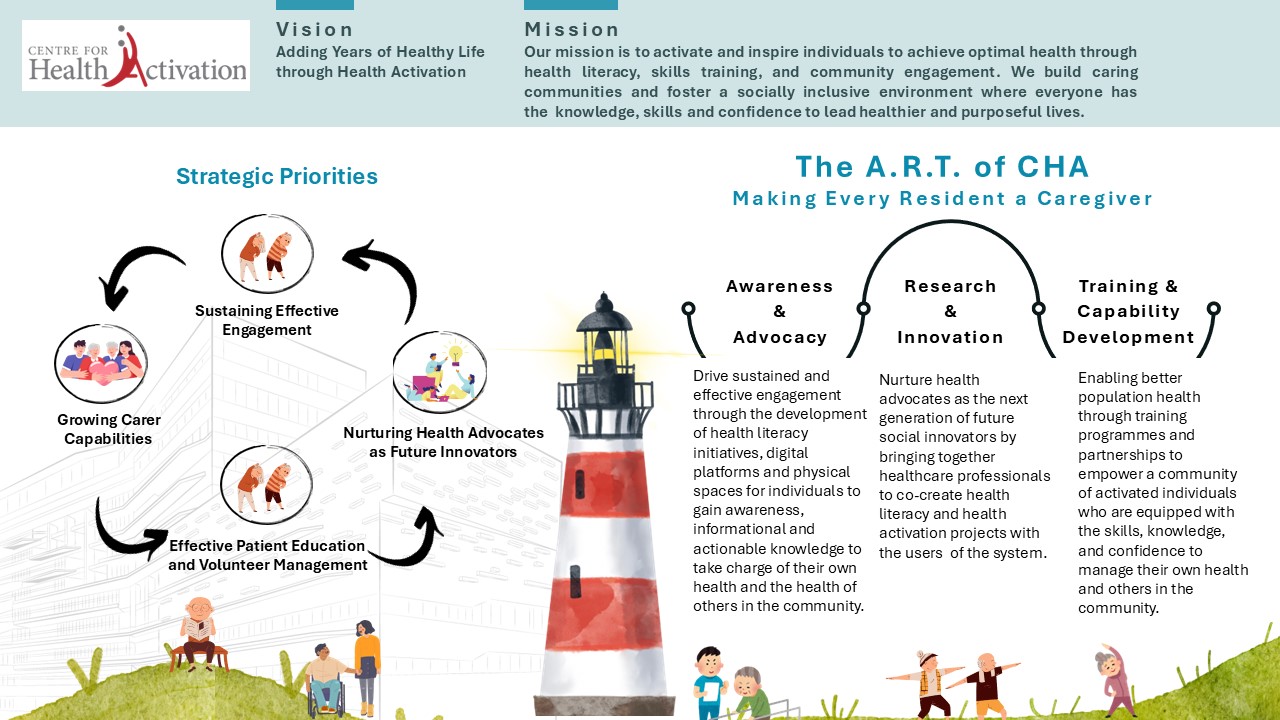 CENTRE FOR
Health Activation
Vision
Adding Years of Healthy Life
through Health Activation
Mission
Our mission is to activate and inspire individuals to achieve optimal health through
health literacy, skills training, and community engagement. We build caring
communities and foster a socially inclusive environment where everyone has
the knowledge, skills and confidence to lead healthier and purposeful lives.
Strategic Priorities
Sustaining Effective
Engagement
Growing Carer
Capabilities
Nurturing Health Advocates
as Future Innovators
Effective Patient Education
and Volunteer Management
The A.R.T. of CHA
Making Every Resident a Caregiver
Awareness
&
Advocacy
Drive sustained and
effective engagement
through the development
of health literacy
initiatives, digital
platforms and physical
spaces for individuals to
gain awareness,
informational and
actionable knowledge to
take charge of their own
health and the health of
others in the community.
Research
&
Innovation
Nurture health
advocates as the next
generation of future
social innovators by
bringing together
healthcare professionals
to co-create health
literacy and health
activation projects with
the users of the system.
Training &
Capability
Development
Enabling better
population health
through training
programmes and
partnerships to
empower a community
of activated individuals
who are equipped with
the skills, knowledge,
and confidence to
manage their own health
and others in the
community.